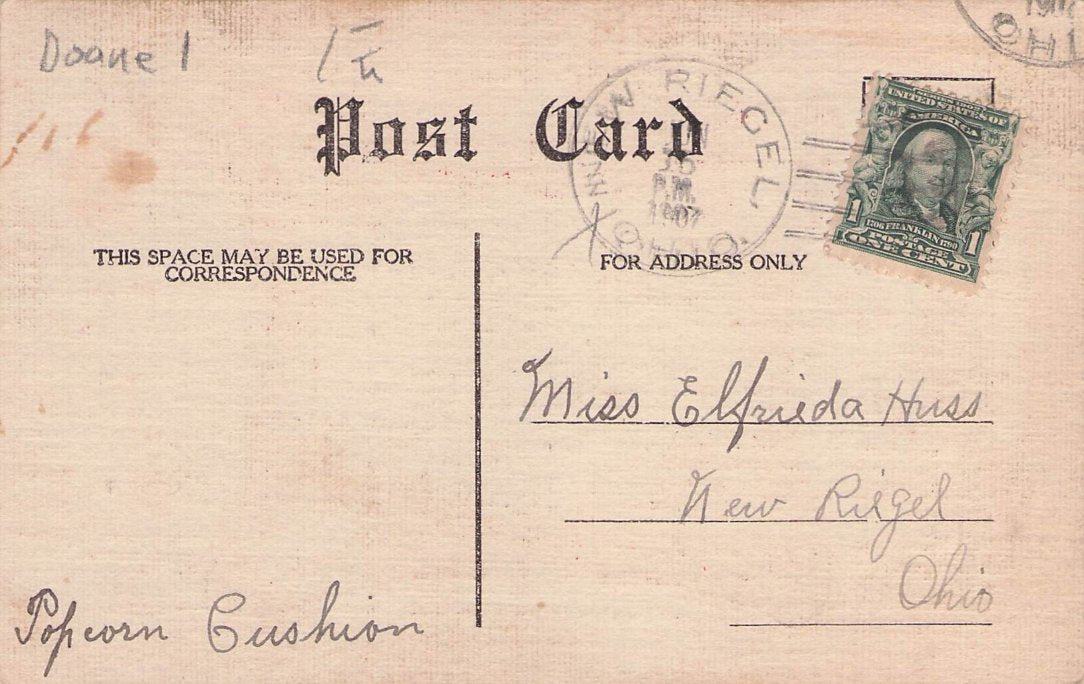 Doane 1
Post Card
NEW RIEGEL
P.M.
1907
OHIO
OHI
UNITED STATES OF
AMERICA
1 1706 FRANKLIN 1790 1
POSTAGE
ONE CENT
THIS SPACE MAY BE USED FOR
CORRESPONDENCE
FOR ADDRESS ONLY
Miss Elfrieda Huss
New Riegel
Ohio
Popcorn Cushion